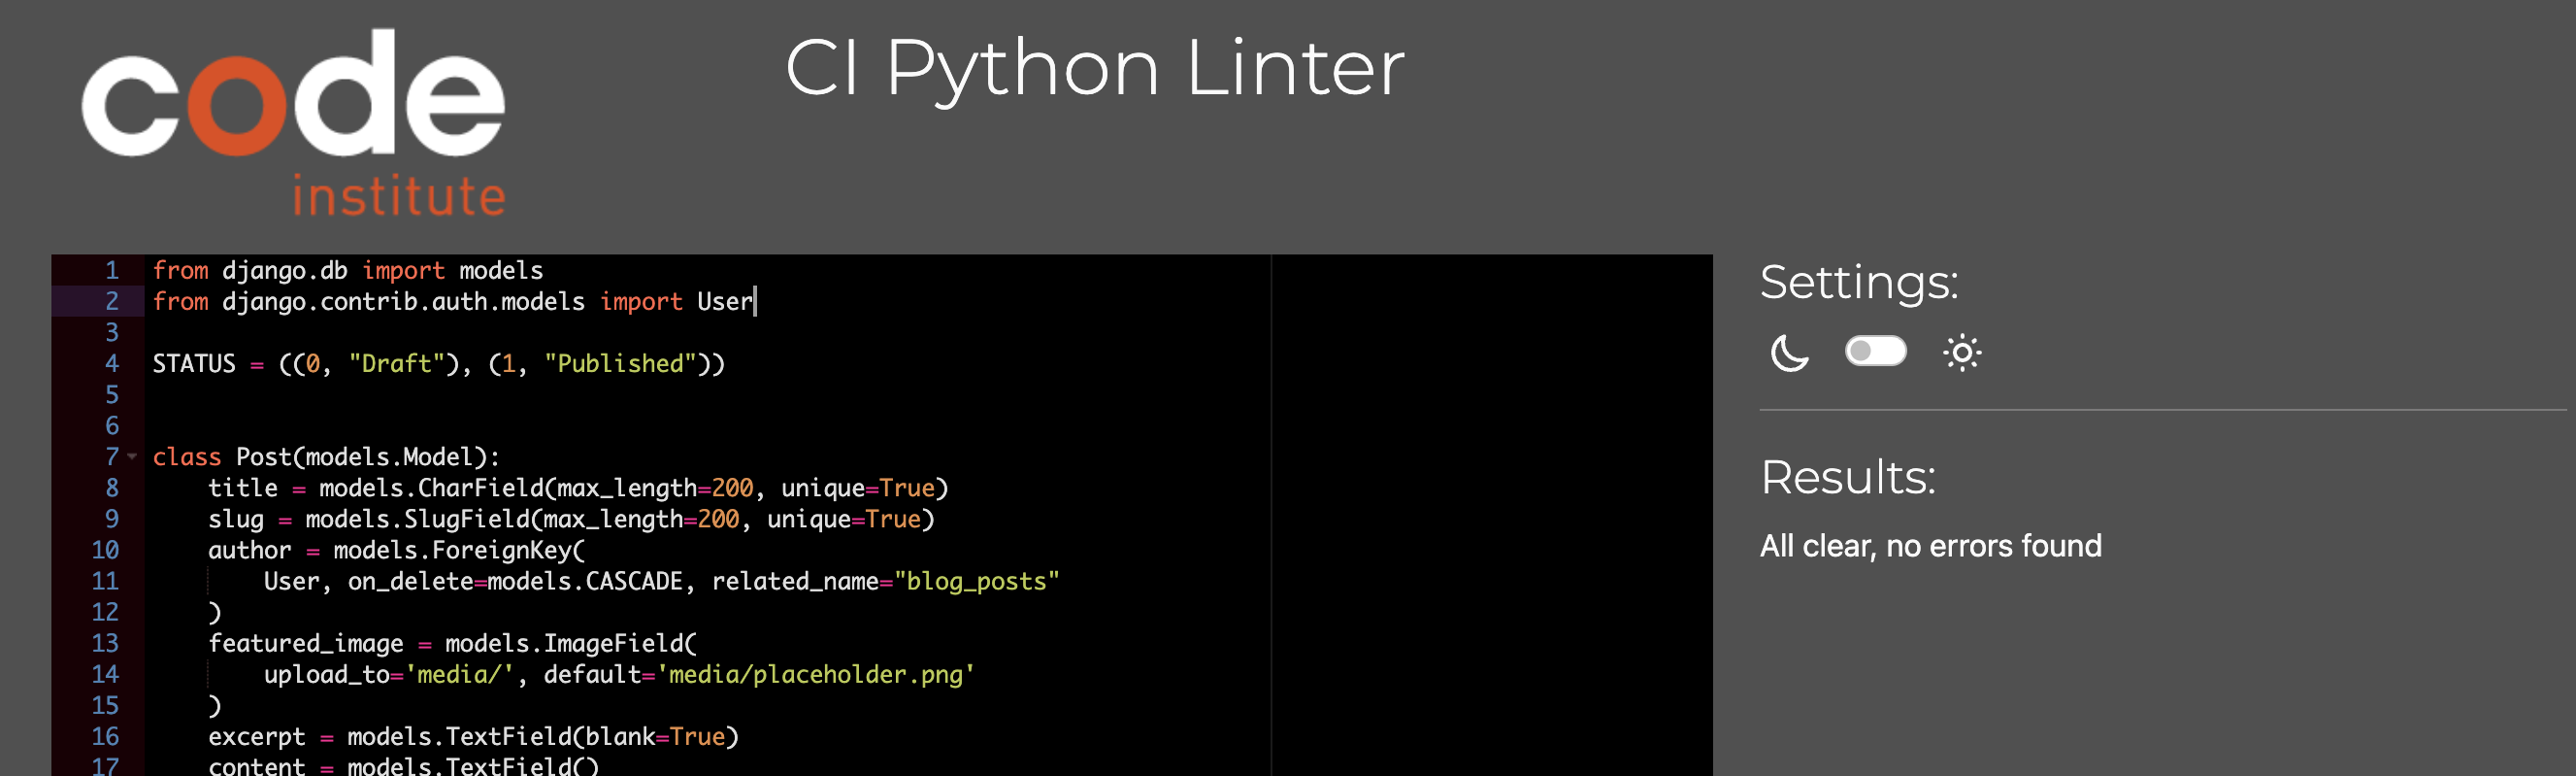 code
institute
CI Python Linter
1 from django.db import models
2 from django.contrib.auth.models import User
3
4 STATUS = ((0, "Draft"), (1, "Published"))
5
6
7 class Post(models.Model):
8     title = models.CharField(max_length=200, unique=True)
9     slug = models.SlugField(max_length=200, unique=True)
10     author = models.ForeignKey(
11         User, on_delete=models.CASCADE, related_name="blog_posts"
12     )
13     featured_image = models.ImageField(
14         upload_to='media/', default='media/placeholder.png'
15     )
16     excerpt = models.TextField(blank=True)
17     content = models.TextField()
Settings:
Results:
All clear, no errors found